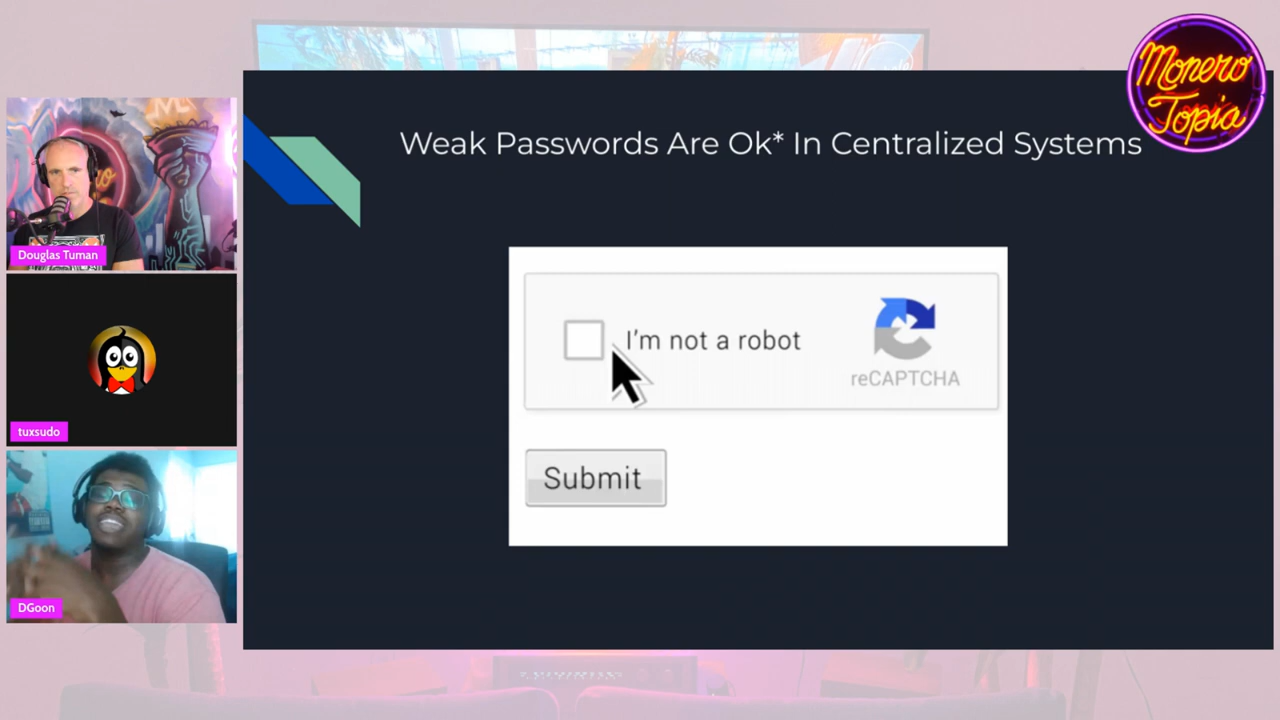 Monero
Topia
Weak Passwords Are Ok* In Centralized Systems
Douglas Tuman
I'm not a robot
reCAPTCHA
tuxsudo
Submit
DGoon